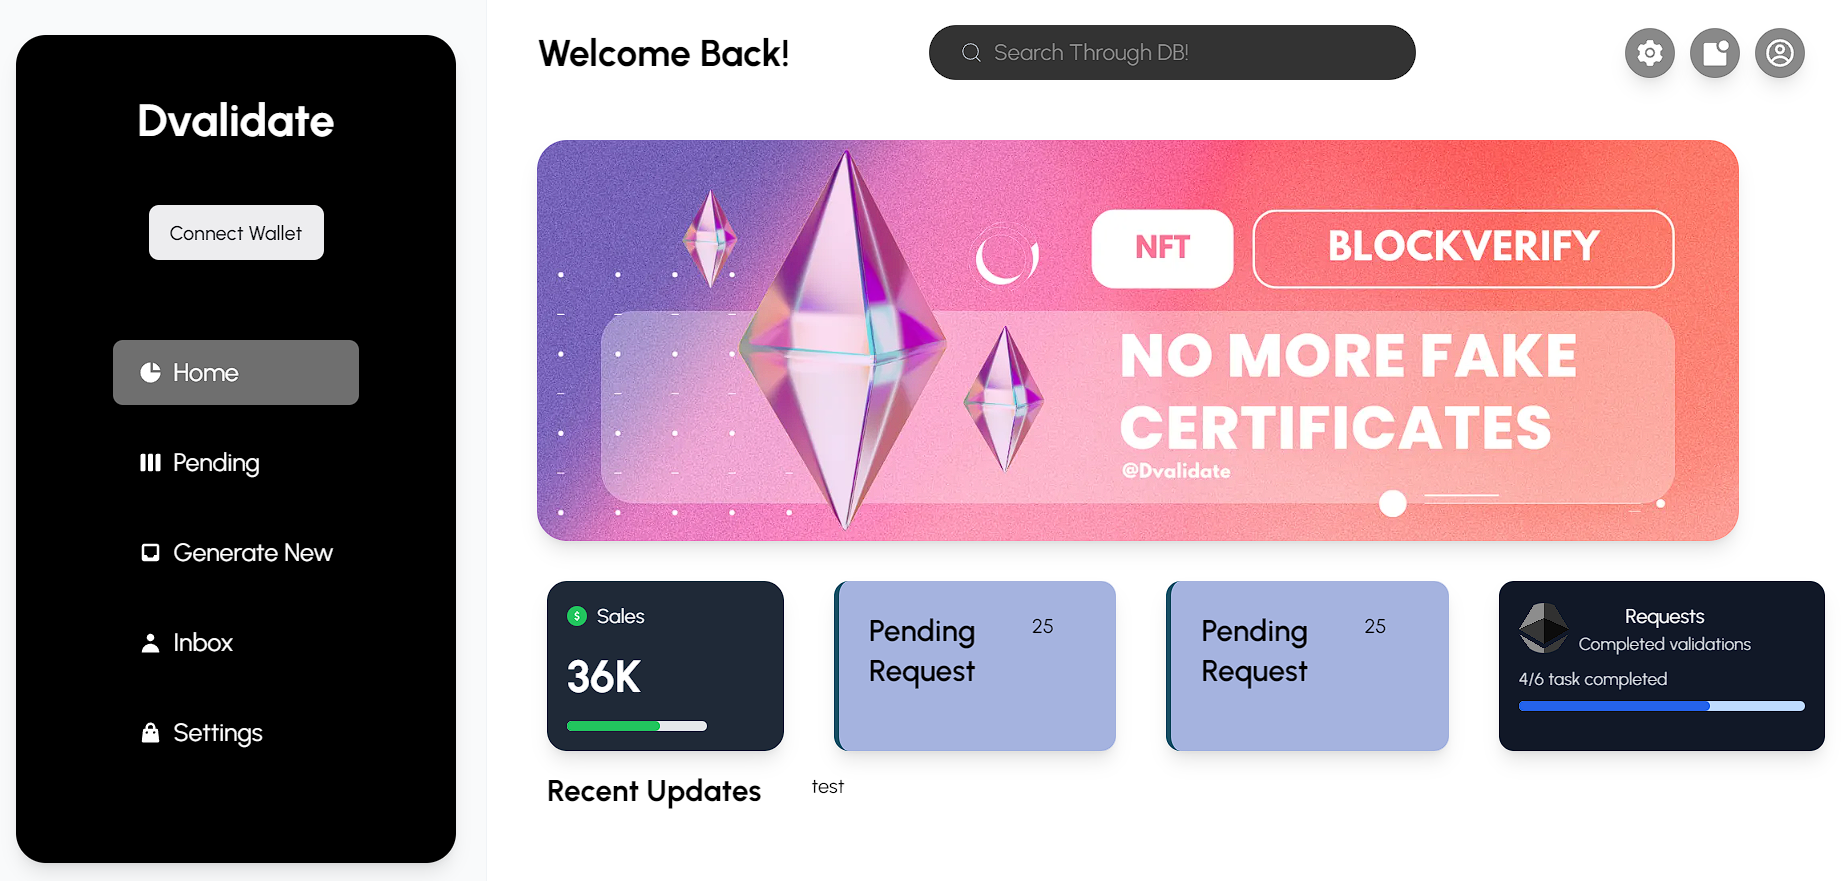 Dvalidate
Connect Wallet
Home
Pending
Generate New
Inbox
Settings
Welcome Back!
Search Through DB!
NFT
BLOCKVERIFY
NO MORE FAKE
CERTIFICATES
@Dvalidate
$ Sales
36K
Pending 25
Request
Pending 25
Request
Requests
Completed validations
4/6 task completed
Recent Updates
test